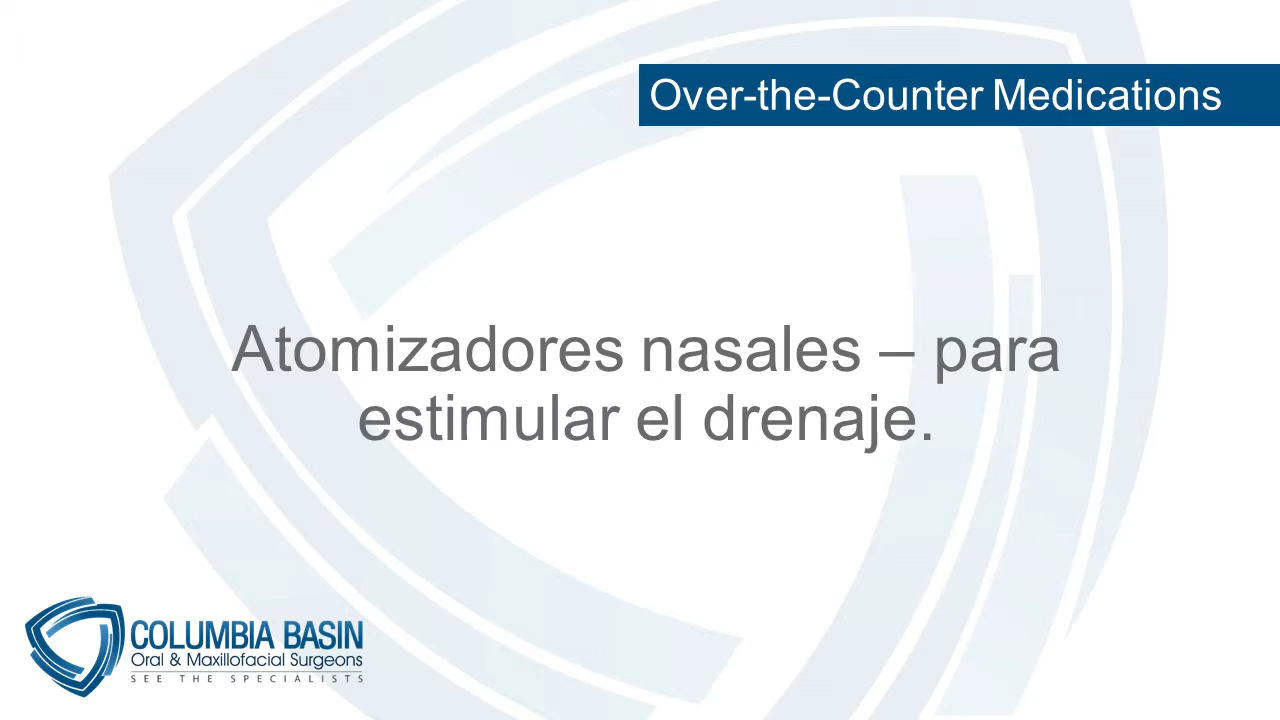 Over-the-Counter Medications
Atomizadores nasales – para
estimular el drenaje.
COLUMBIA BASIN
Oral & Maxillofacial Surgeons
SEE THE SPECIALISTS